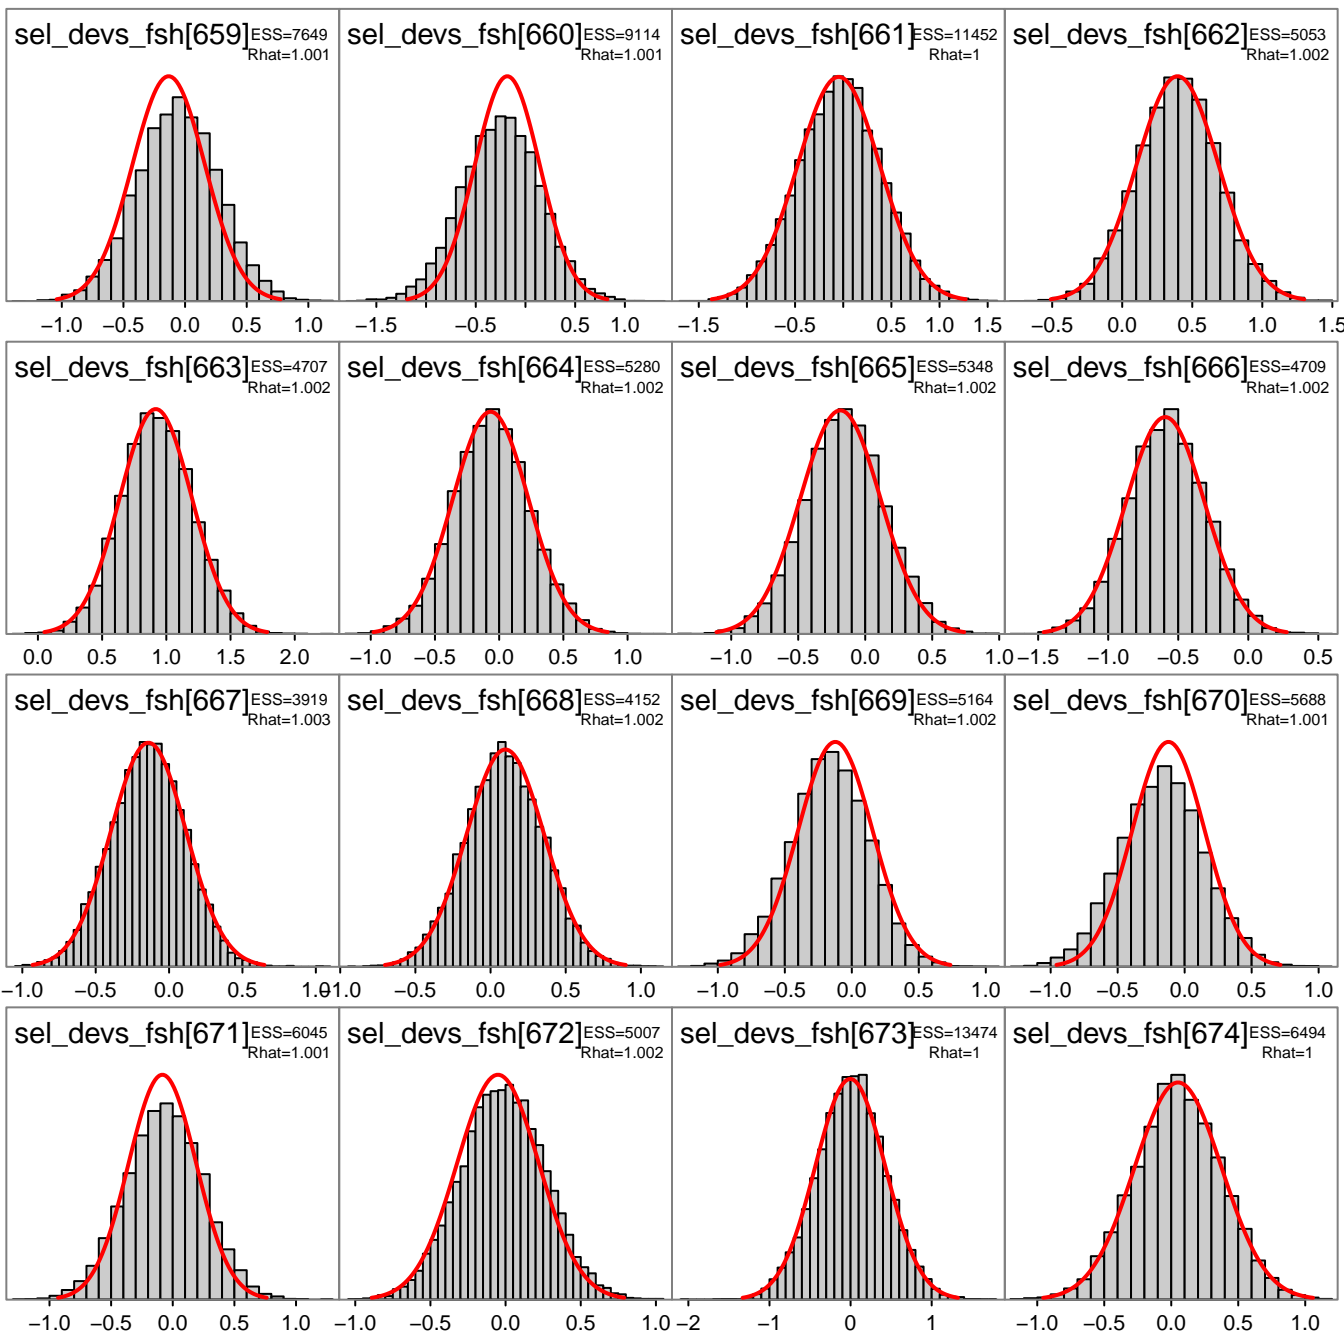 sel_devs_fsh[659] ESS=7649
Rhat=1.001
sel_devs_fsh[660] ESS=9114
Rhat=1.001
sel_devs_fsh[661] ESS=11452
Rhat=1
sel_devs_fsh[662] ESS=5053
Rhat=1.002
−1.0 −0.5 0.0 0.5 1.0
−1.5 −0.5 0.5 1.0
−1.5 −0.5 0.5 1.0 1.5
−0.5 0.0 0.5 1.0 1.5
sel_devs_fsh[663] ESS=4707
Rhat=1.002
sel_devs_fsh[664] ESS=5280
Rhat=1.002
sel_devs_fsh[665] ESS=5348
Rhat=1.002
sel_devs_fsh[666] ESS=4709
Rhat=1.002
0.0 0.5 1.0 1.5 2.0
−1.0 −0.5 0.0 0.5 1.0
−1.0 −0.5 0.0 0.5 1.0
−1.5 −1.0 −0.5 0.0 0.5
sel_devs_fsh[667] ESS=3919
Rhat=1.003
sel_devs_fsh[668] ESS=4152
Rhat=1.002
sel_devs_fsh[669] ESS=5164
Rhat=1.002
sel_devs_fsh[670] ESS=5688
Rhat=1.001
−1.0 −0.5 0.0 0.5 1.0
−1.0 −0.5 0.0 0.5 1.0
−1.0 −0.5 0.0 0.5 1.0
−1.0 −0.5 0.0 0.5 1.0
sel_devs_fsh[671] ESS=6045
Rhat=1.001
sel_devs_fsh[672] ESS=5007
Rhat=1.002
sel_devs_fsh[673] ESS=13474
Rhat=1
sel_devs_fsh[674] ESS=6494
Rhat=1
−1.0 −0.5 0.0 0.5 1.0
−1.0 −0.5 0.0 0.5 1.0
−2 −1 0 1
−1.0 −0.5 0.0 0.5 1.0